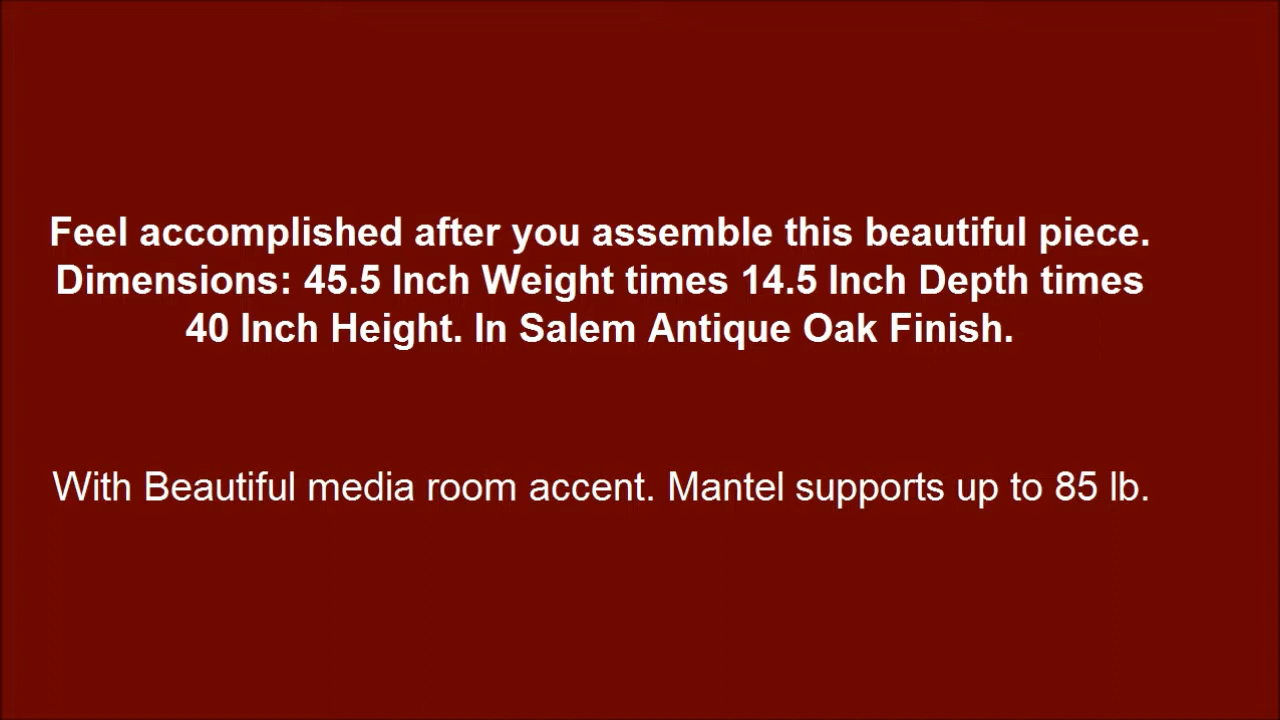 Feel accomplished after you assemble this beautiful piece.
Dimensions: 45.5 Inch Weight times 14.5 Inch Depth times
40 Inch Height. In Salem Antique Oak Finish.
With Beautiful media room accent. Mantel supports up to 85 lb.